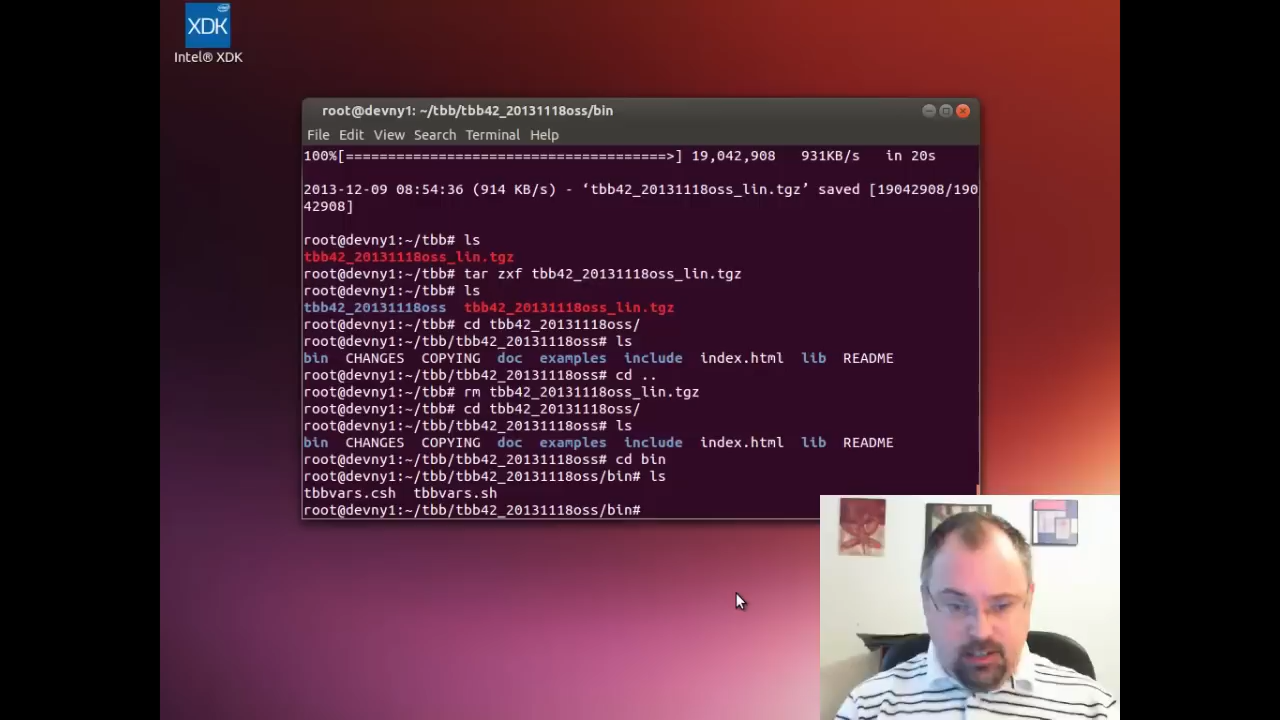 XDK
Intel® XDK
root@devny1: ~/tbb/tbb42_20131118oss/bin
File Edit View Search Terminal Help
100%[======================================>] 19,042,908 931KB/s in 20s
2013-12-09 08:54:36 (914 KB/s) - ‘tbb42_20131118oss_lin.tgz’ saved [19042908/190
42908]
root@devny1:~/tbb# ls
tbb42_20131118oss_lin.tgz
root@devny1:~/tbb# tar zxf tbb42_20131118oss_lin.tgz
root@devny1:~/tbb# ls
tbb42_20131118oss tbb42_20131118oss_lin.tgz
root@devny1:~/tbb# cd tbb42_20131118oss/
root@devny1:~/tbb/tbb42_20131118oss# ls
bin CHANGES COPYING doc examples include index.html lib README
root@devny1:~/tbb/tbb42_20131118oss# cd ..
root@devny1:~/tbb# rm tbb42_20131118oss_lin.tgz
root@devny1:~/tbb# cd tbb42_20131118oss/
root@devny1:~/tbb/tbb42_20131118oss# ls
bin CHANGES COPYING doc examples include index.html lib README
root@devny1:~/tbb/tbb42_20131118oss# cd bin
root@devny1:~/tbb/tbb42_20131118oss/bin# ls
tbbvars.csh tbbvars.sh
root@devny1:~/tbb/tbb42_20131118oss/bin#